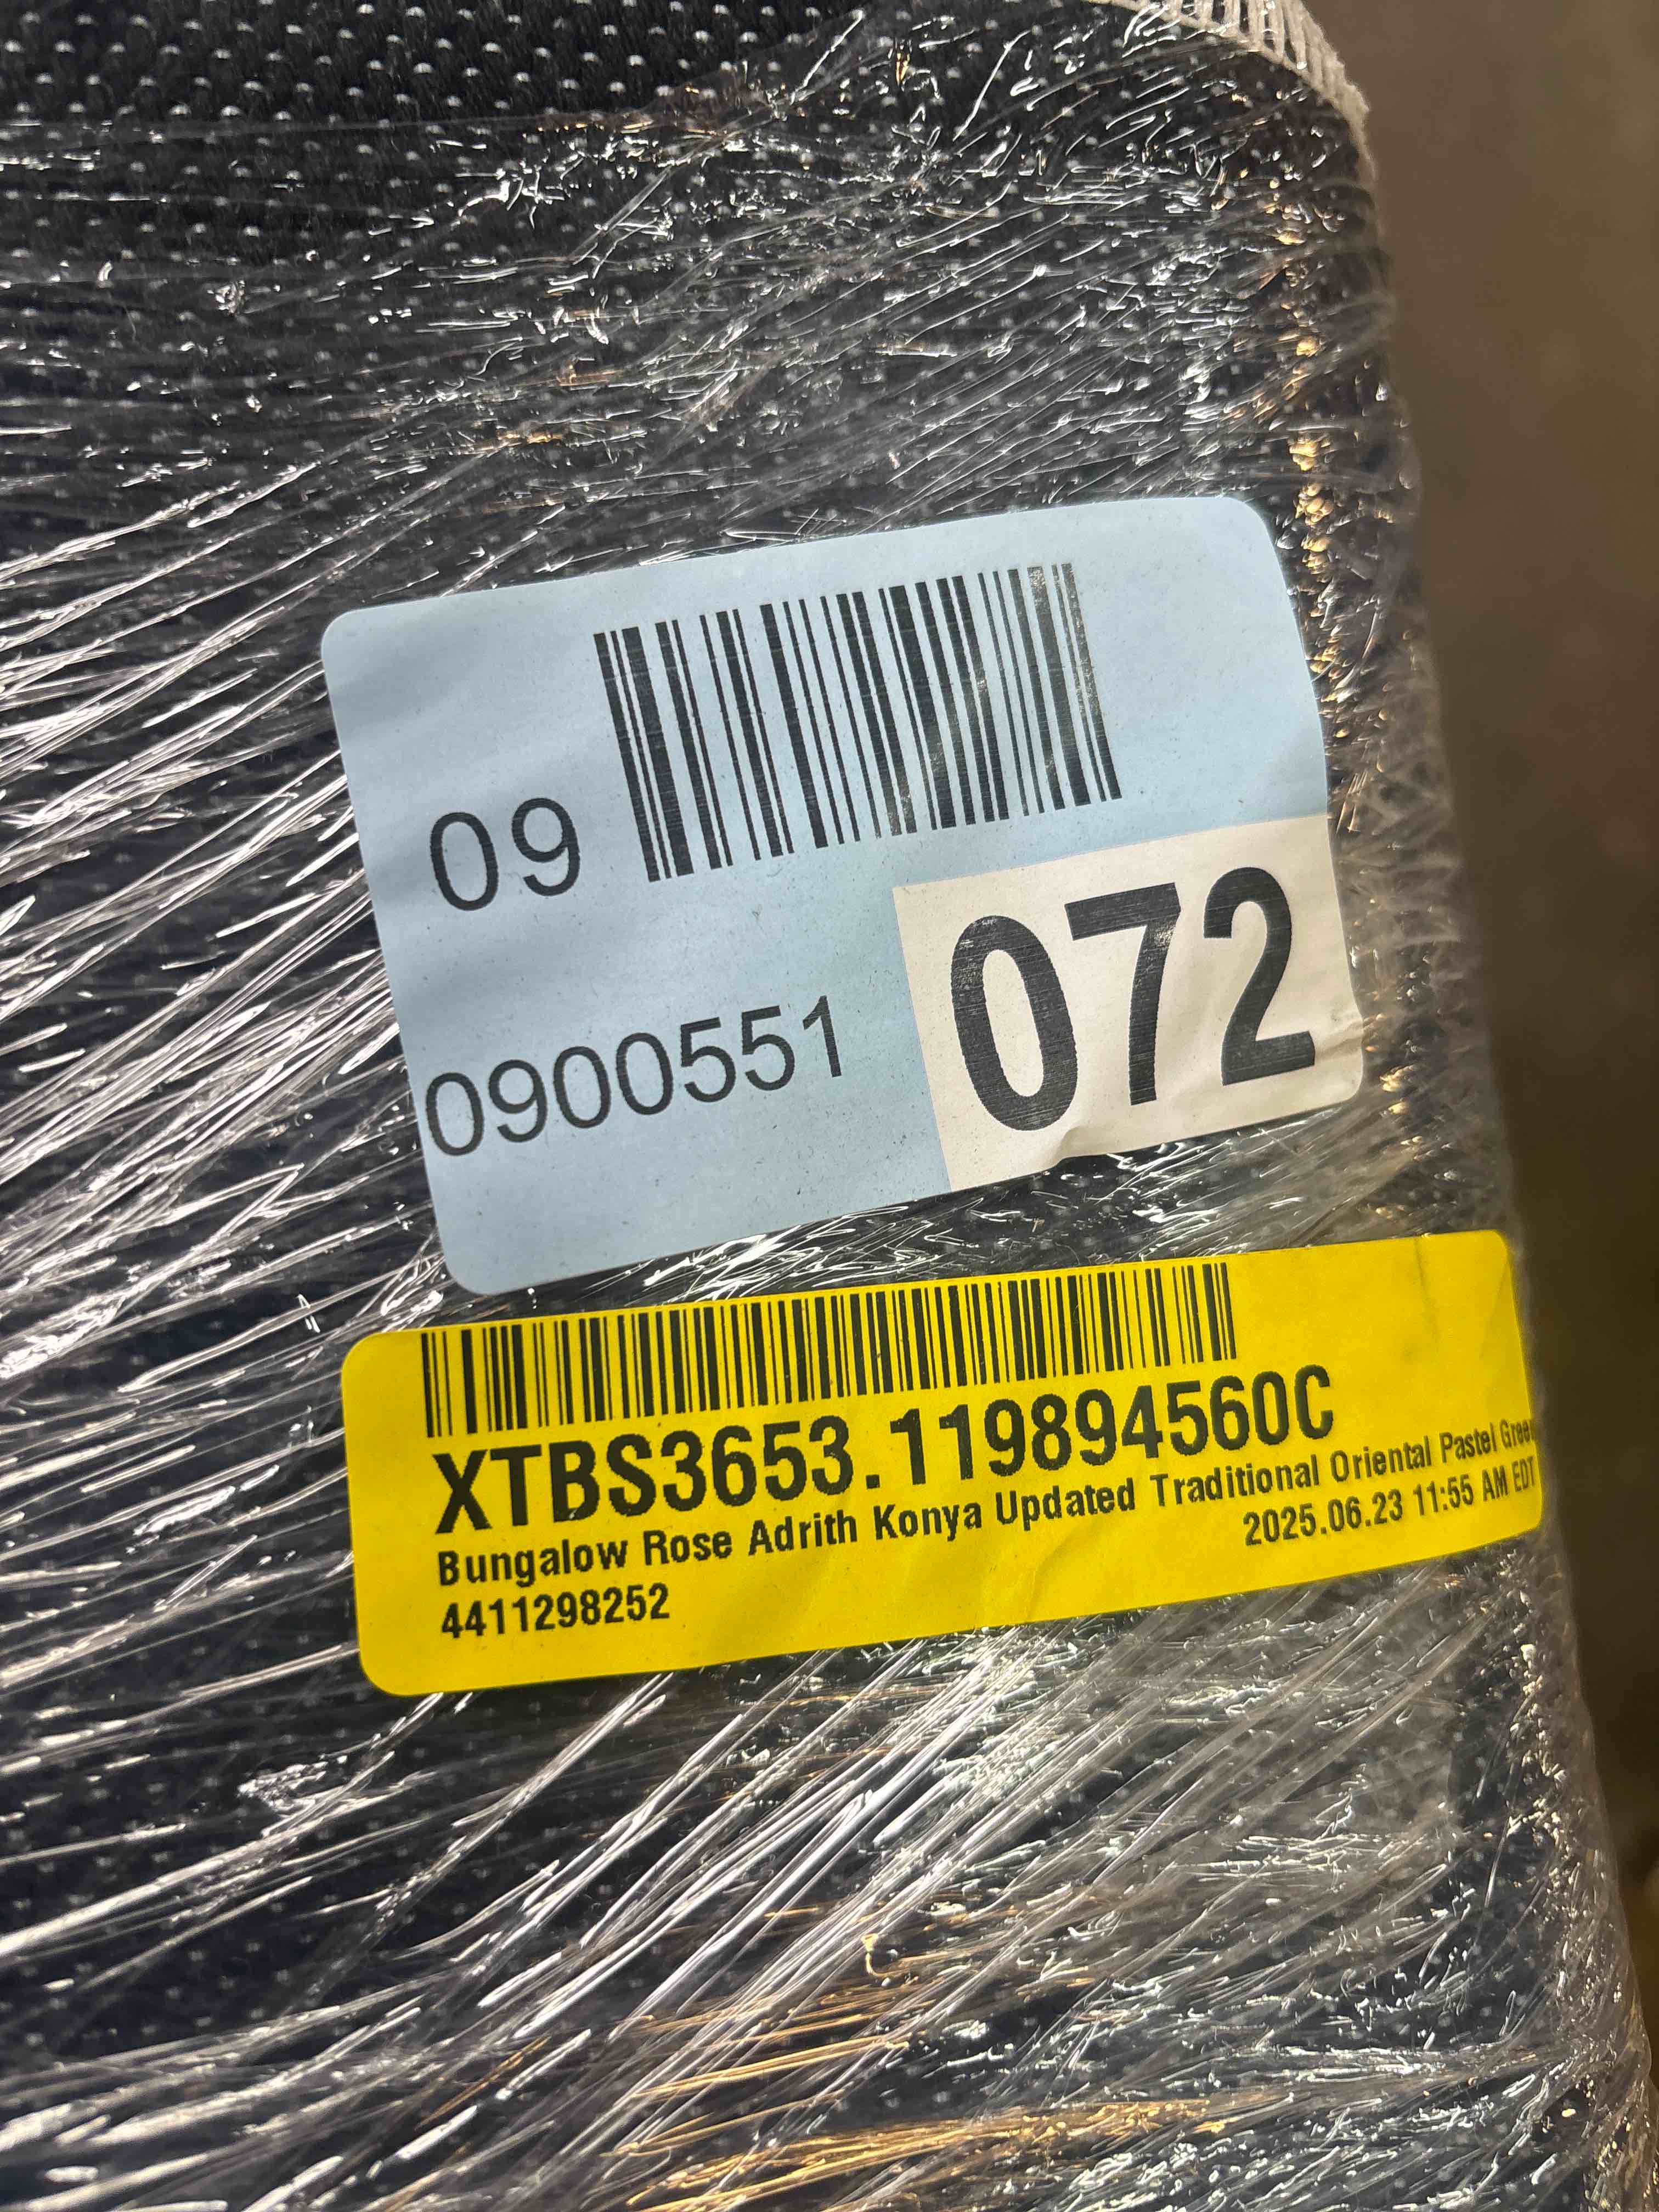 09
0900551
072
XTBS3653.119894560C
Bungalow Rose Adrith Konya Updated Traditional Oriental Pastel Gree
2025.06.23 11:55 AM EDT
4411298252